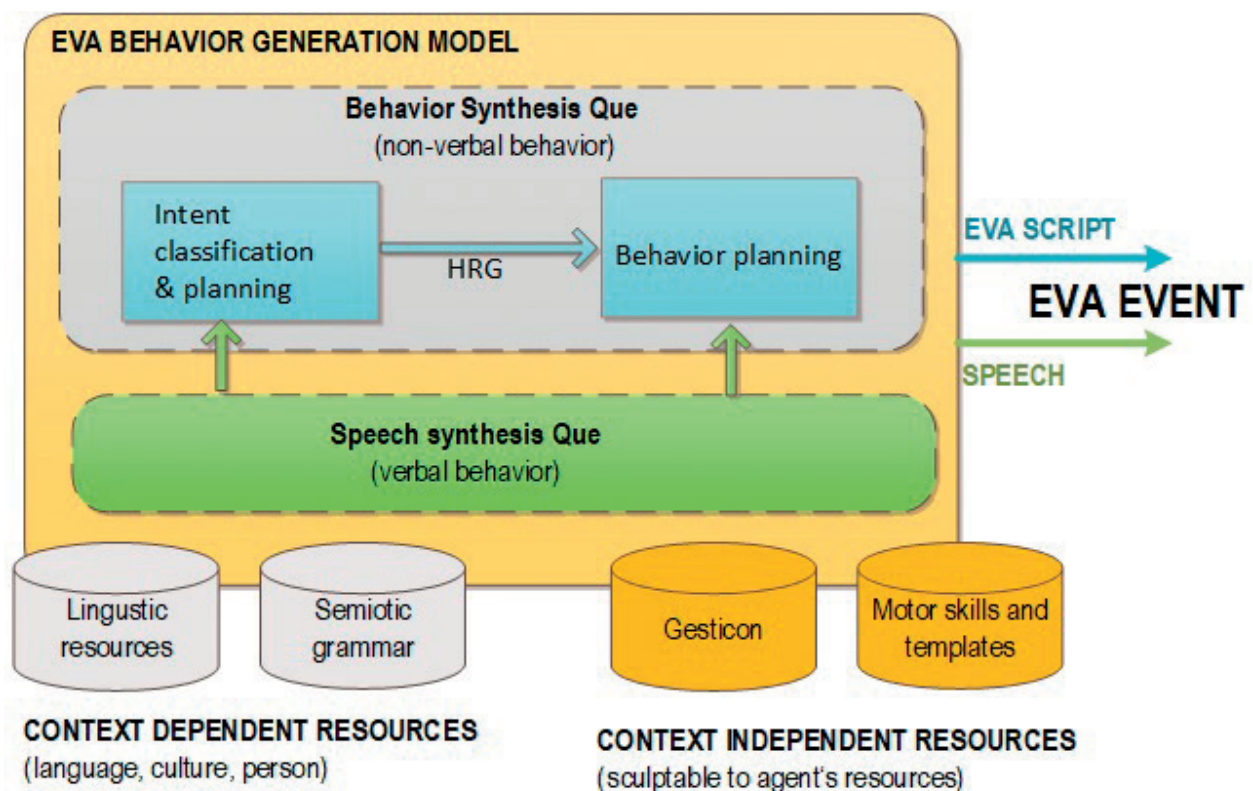 EVA BEHAVIOR GENERATION MODEL
Behavior Synthesis Que
(non-verbal behavior)
Intent
classification
& planning
HRG
Behavior planning
EVA SCRIPT
EVA EVENT
SPEECH
Speech synthesis Que
(verbal behavior)
Lingustic
resources
Semiotic
grammar
Gesticon
Motor skills and
templates
CONTEXT DEPENDENT RESOURCES
(language, culture, person)
CONTEXT INDEPENDENT RESOURCES
(sculptable to agent's resources)